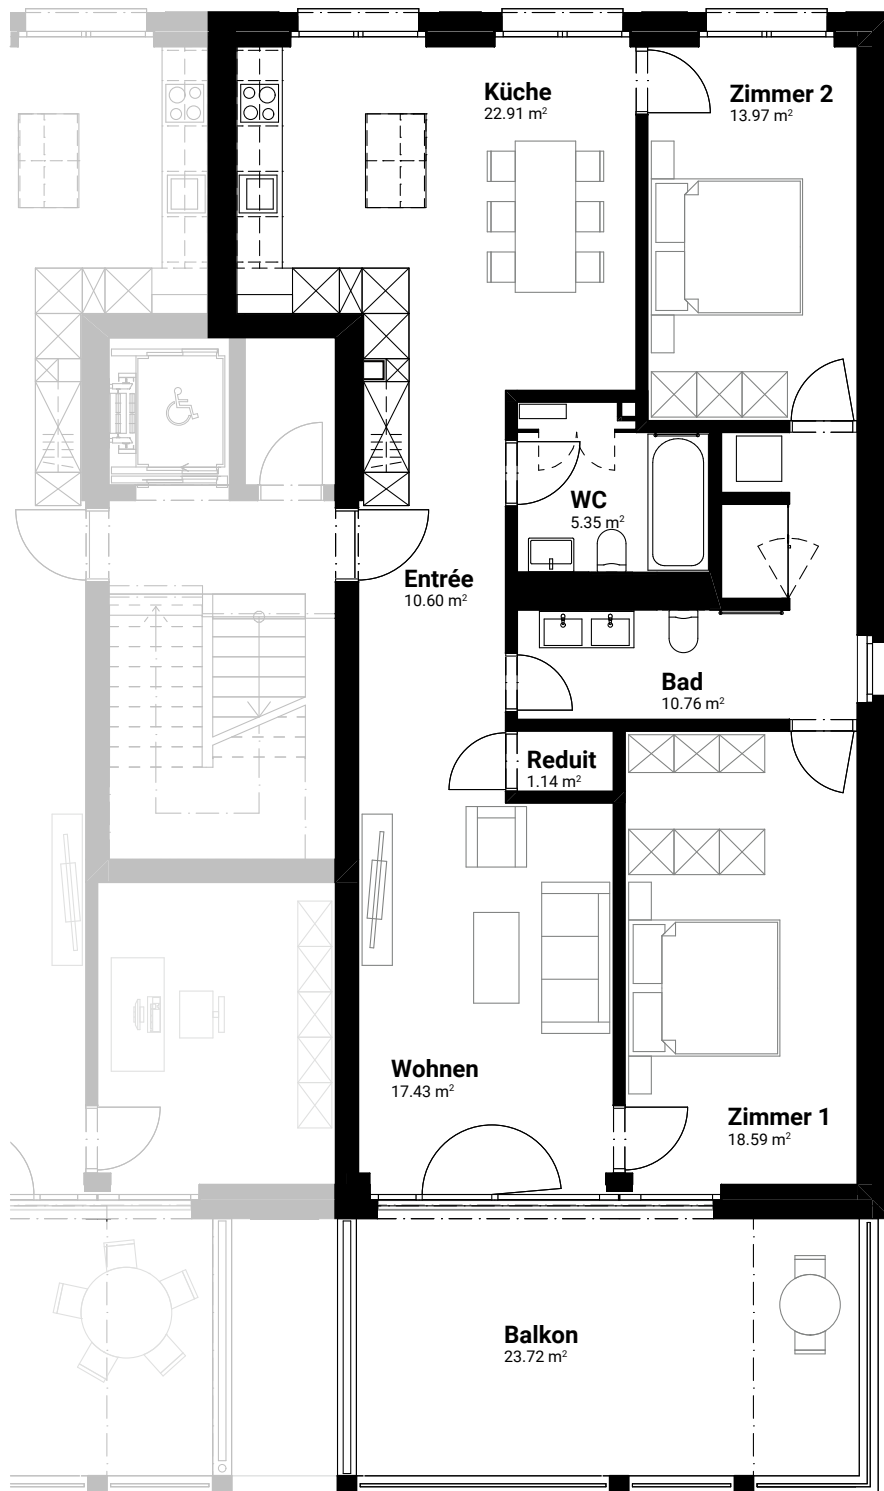 Küche
22.91 m²
Zimmer 2
13.97 m²
WC
5.35 m²
Entrée
10.60 m²
Bad
10.76 m²
Reduit
1.14 m²
Wohnen
17.43 m²
Zimmer 1
18.59 m²
Balkon
23.72 m²